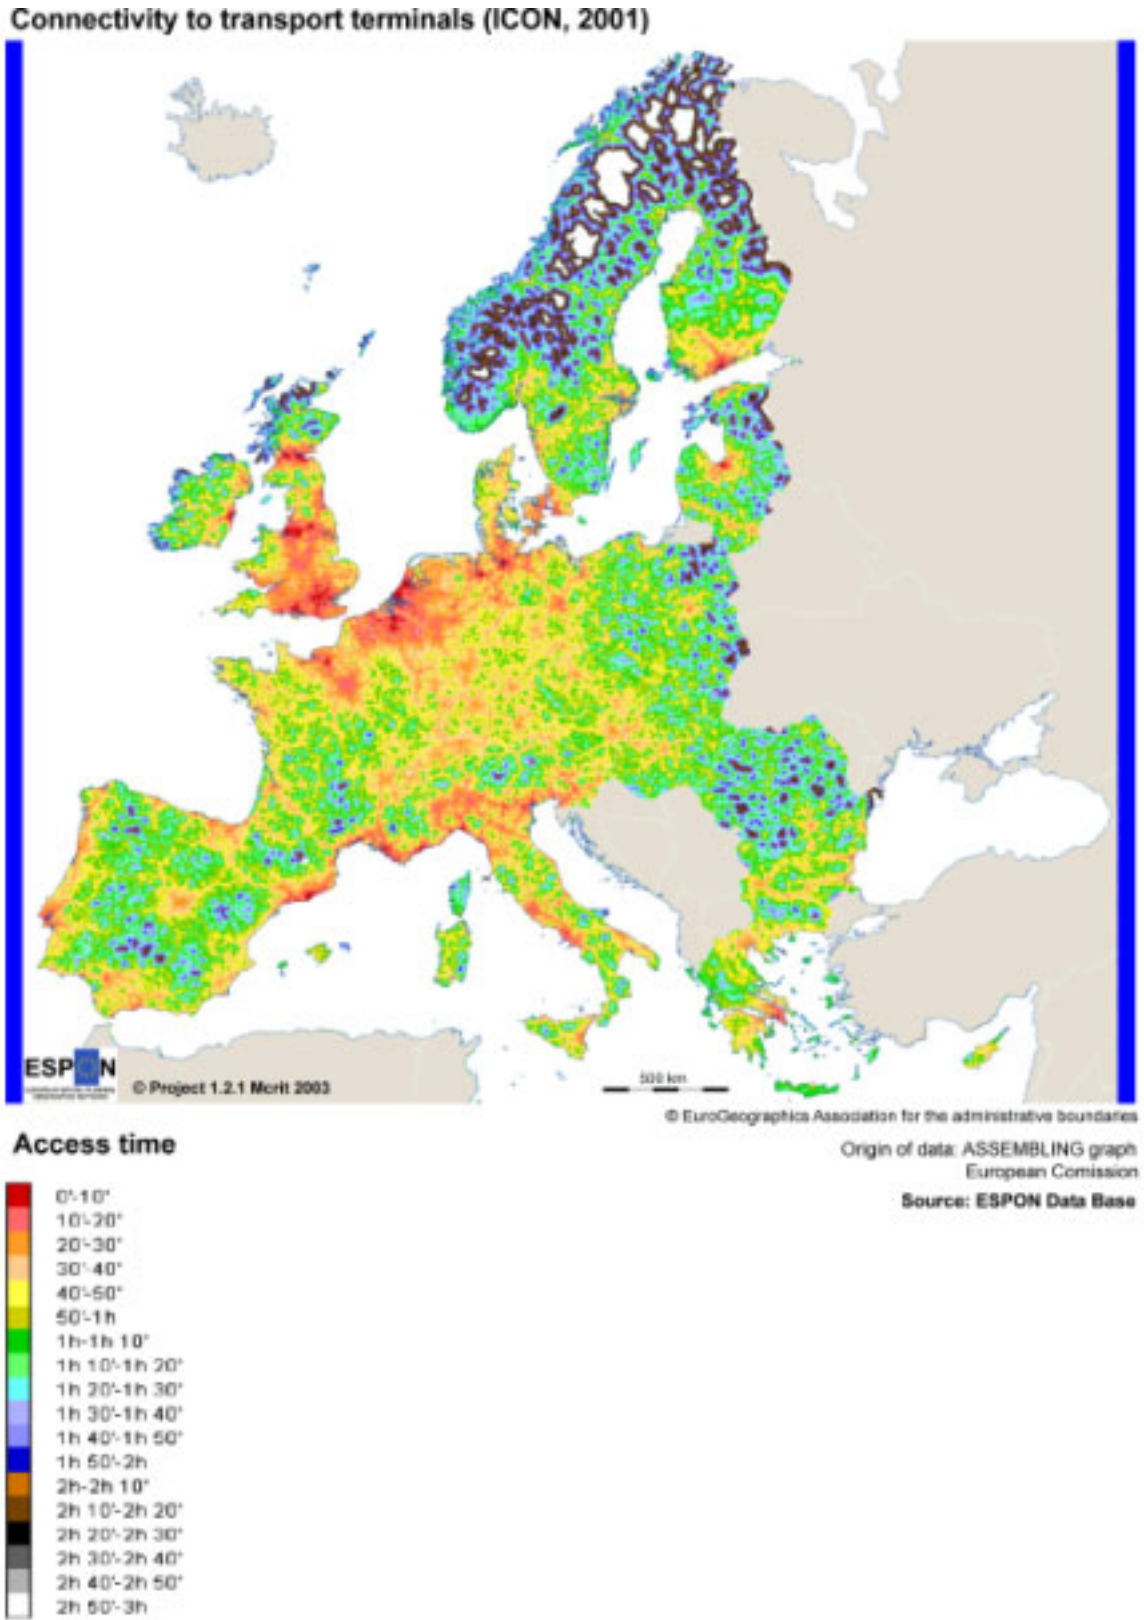 Connectivity to transport terminals (ICON, 2001)
500 km
ESPON
© Project 1.2.1 Mcrit 2003
© EuroGeographics Association for the administrative boundaries
Origin of data: ASSEMBLING graph
European Comission
Source: ESPON Data Base
Access time
0'-10'
10'-20'
20'-30'
30'-40'
40'-50'
50'-1h
1h-1h 10'
1h 10'-1h 20'
1h 20'-1h 30'
1h 30'-1h 40'
1h 40'-1h 50'
1h 50'-2h
2h-2h 10'
2h 10'-2h 20'
2h 20'-2h 30'
2h 30'-2h 40'
2h 40'-2h 50'
2h 50'-3h